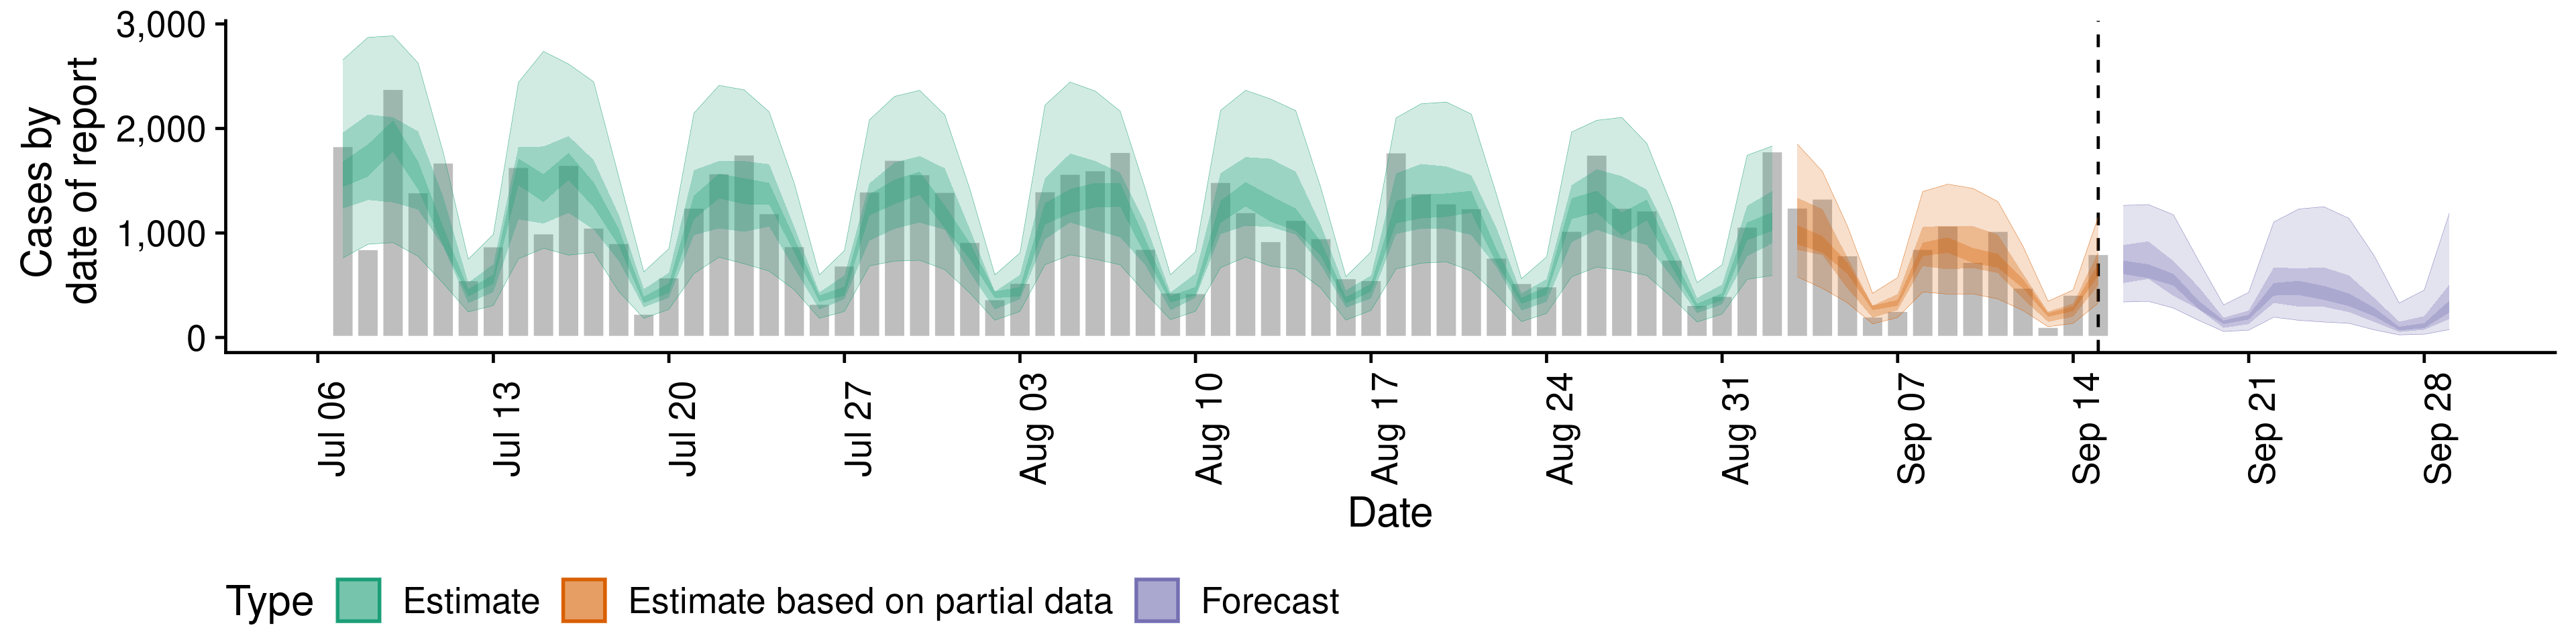 Cases by
date of report
3,000
2,000
1,000
0
Jul 06
Jul 13
Jul 20
Jul 27
Aug 03
Aug 10
Aug 17
Aug 24
Aug 31
Sep 07
Sep 14
Sep 21
Sep 28
Date
Type Estimate Estimate based on partial data Forecast